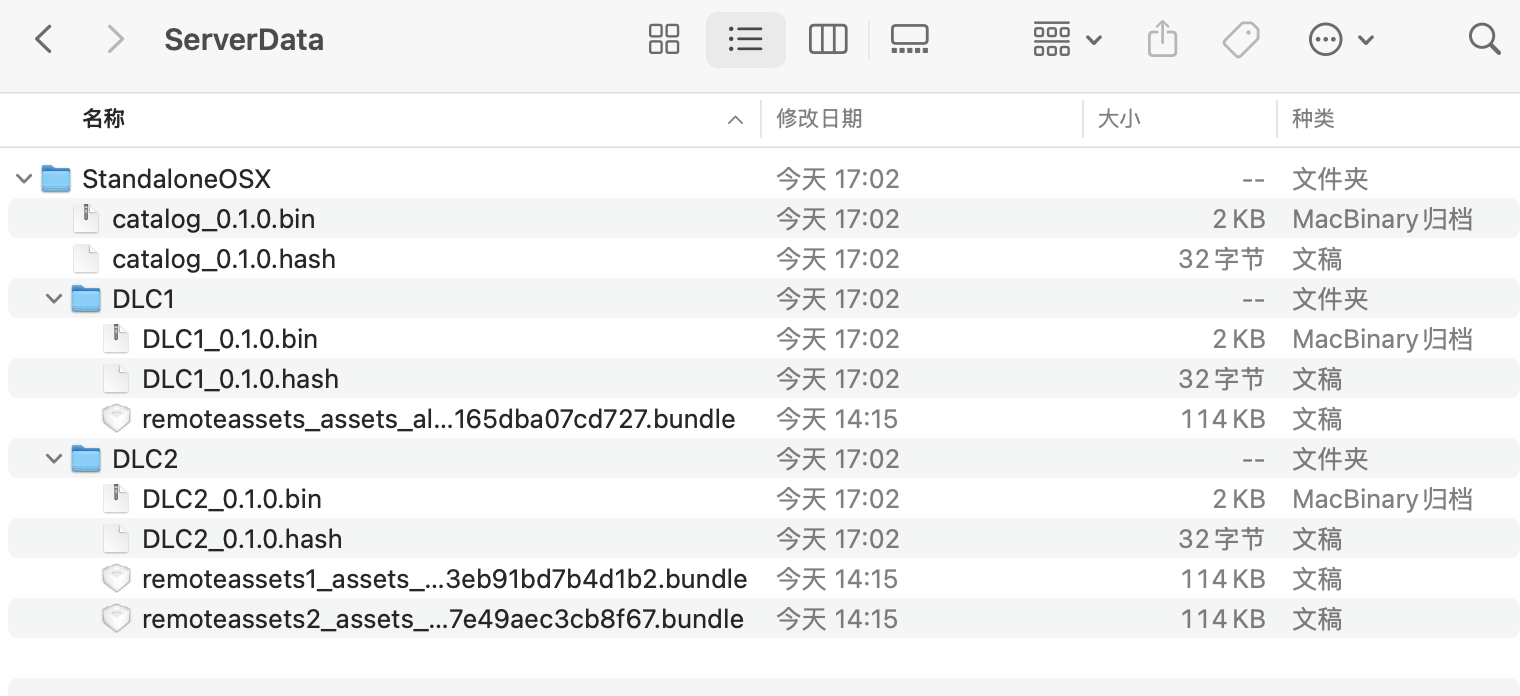 ServerData
名称 修改日期 大小 种类
StandaloneOSX 今天 17:02 -- 文件夹
catalog_0.1.0.bin 今天 17:02 2 KB MacBinary归档
catalog_0.1.0.hash 今天 17:02 32字节 文稿
DLC1 今天 17:02 -- 文件夹
DLC1_0.1.0.bin 今天 17:02 2 KB MacBinary归档
DLC1_0.1.0.hash 今天 17:02 32字节 文稿
remoteassets_assets_al...165dba07cd727.bundle 今天 14:15 114 KB 文稿
DLC2 今天 17:02 -- 文件夹
DLC2_0.1.0.bin 今天 17:02 2 KB MacBinary归档
DLC2_0.1.0.hash 今天 17:02 32字节 文稿
remoteassets1_assets_...3eb91bd7b4d1b2.bundle 今天 14:15 114 KB 文稿
remoteassets2_assets_...7e49aec3cb8f67.bundle 今天 14:15 114 KB 文稿